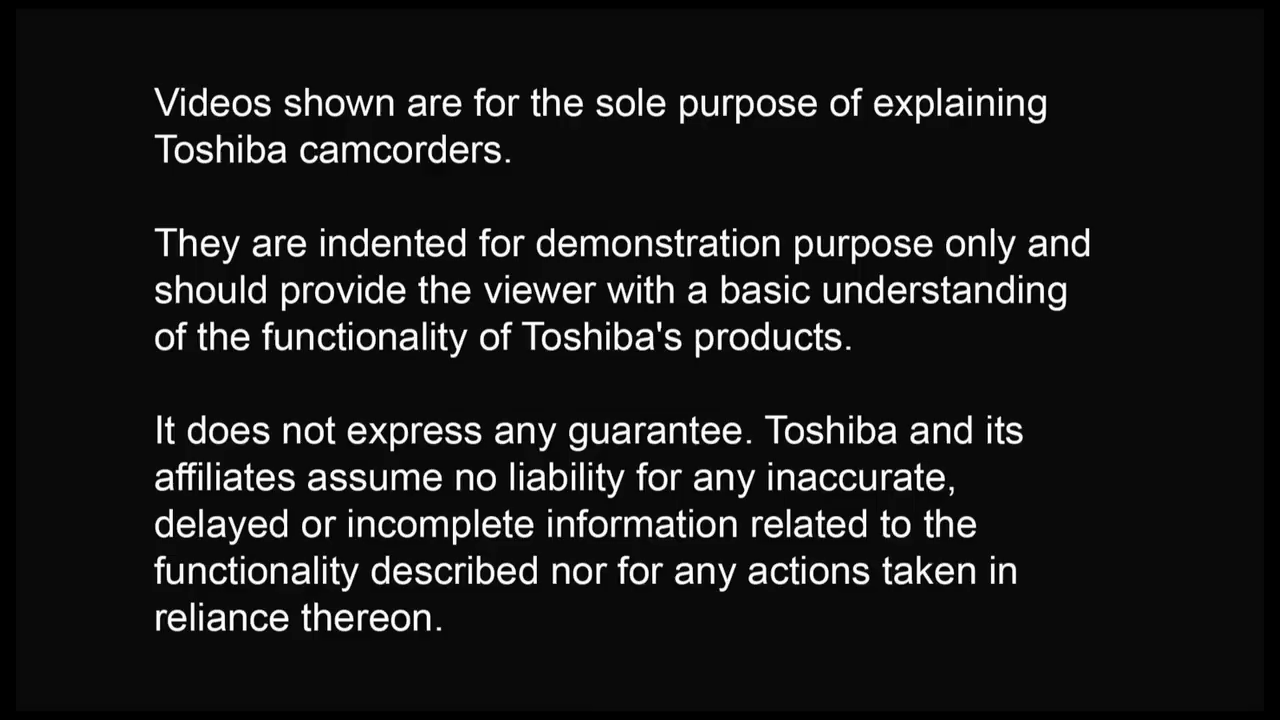 Videos shown are for the sole purpose of explaining
Toshiba camcorders.
They are indented for demonstration purpose only and
should provide the viewer with a basic understanding
of the functionality of Toshiba's products.
It does not express any guarantee. Toshiba and its
affiliates assume no liability for any inaccurate,
delayed or incomplete information related to the
functionality described nor for any actions taken in
reliance thereon.